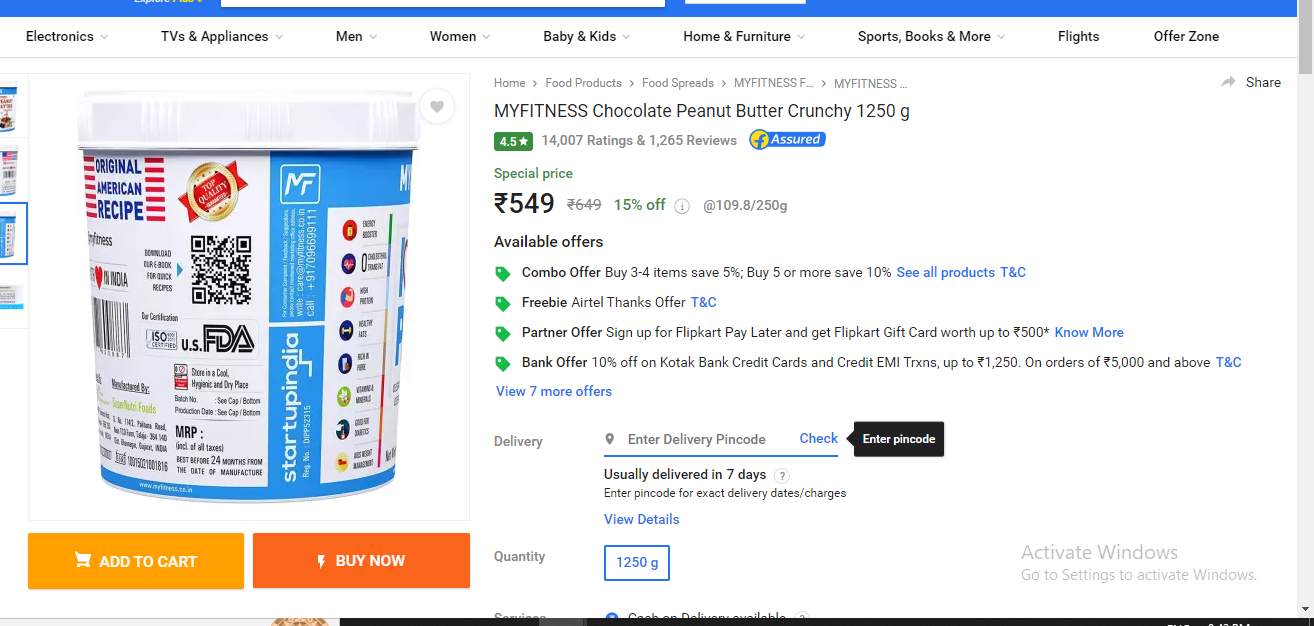 Explore Plus
Electronics
TVs & Appliances
Men
Women
Baby & Kids
Home & Furniture
Sports, Books & More
Flights
Offer Zone
Home > Food Products > Food Spreads > MYFITNESS F... > MYFITNESS ...
Share
MYFITNESS Chocolate Peanut Butter Crunchy 1250 g
4.5★ 14,007 Ratings & 1,265 Reviews Assured
Special price
₹549 ₹649 15% off @109.8/250g
Available offers
Combo Offer Buy 3-4 items save 5%; Buy 5 or more save 10% See all products T&C
Freebie Airtel Thanks Offer T&C
Partner Offer Sign up for Flipkart Pay Later and get Flipkart Gift Card worth up to ₹500* Know More
Bank Offer 10% off on Kotak Bank Credit Cards and Credit EMI Trxns, up to ₹1,250. On orders of ₹5,000 and above T&C
View 7 more offers
Delivery
Enter Delivery Pincode
Check
Enter pincode
Usually delivered in 7 days ?
Enter pincode for exact delivery dates/charges
View Details
Quantity
1250 g
Services
Cash on Delivery available ?
ORIGINAL
AMERICAN
RECIPE
TOP
QUALITY
MF
myfitness
DOWNLOAD
OUR E-BOOK
FOR QUICK
RECIPES
IN INDIA
Our Certification
ISO
CERTIFIED
U.S. FDA
Manufactured By:
SuperNutri Foods
Store in a Cool,
Hygienic and Dry Place
Batch No. : See Cap / Bottom
Production Date : See Cap / Bottom
MRP :
(incl. of all taxes)
BEST BEFORE 24 MONTHS FROM
THE DATE OF MANUFACTURE
www.myfitness.co.in
write : care@myfitness.co.in
call : +917096699111
startupindia
Reg. No. : DIPP52315
ENERGY
BOOSTER
0 CHOLESTEROL
TRANS FAT
HIGH
PROTEIN
HEALTHY
FATS
RICH IN
FIBRE
VITAMINS &
MINERALS
GOOD FOR
DIABETICS
AIDS WEIGHT
MANAGEMENT
ADD TO CART
BUY NOW
Activate Windows
Go to Settings to activate Windows.